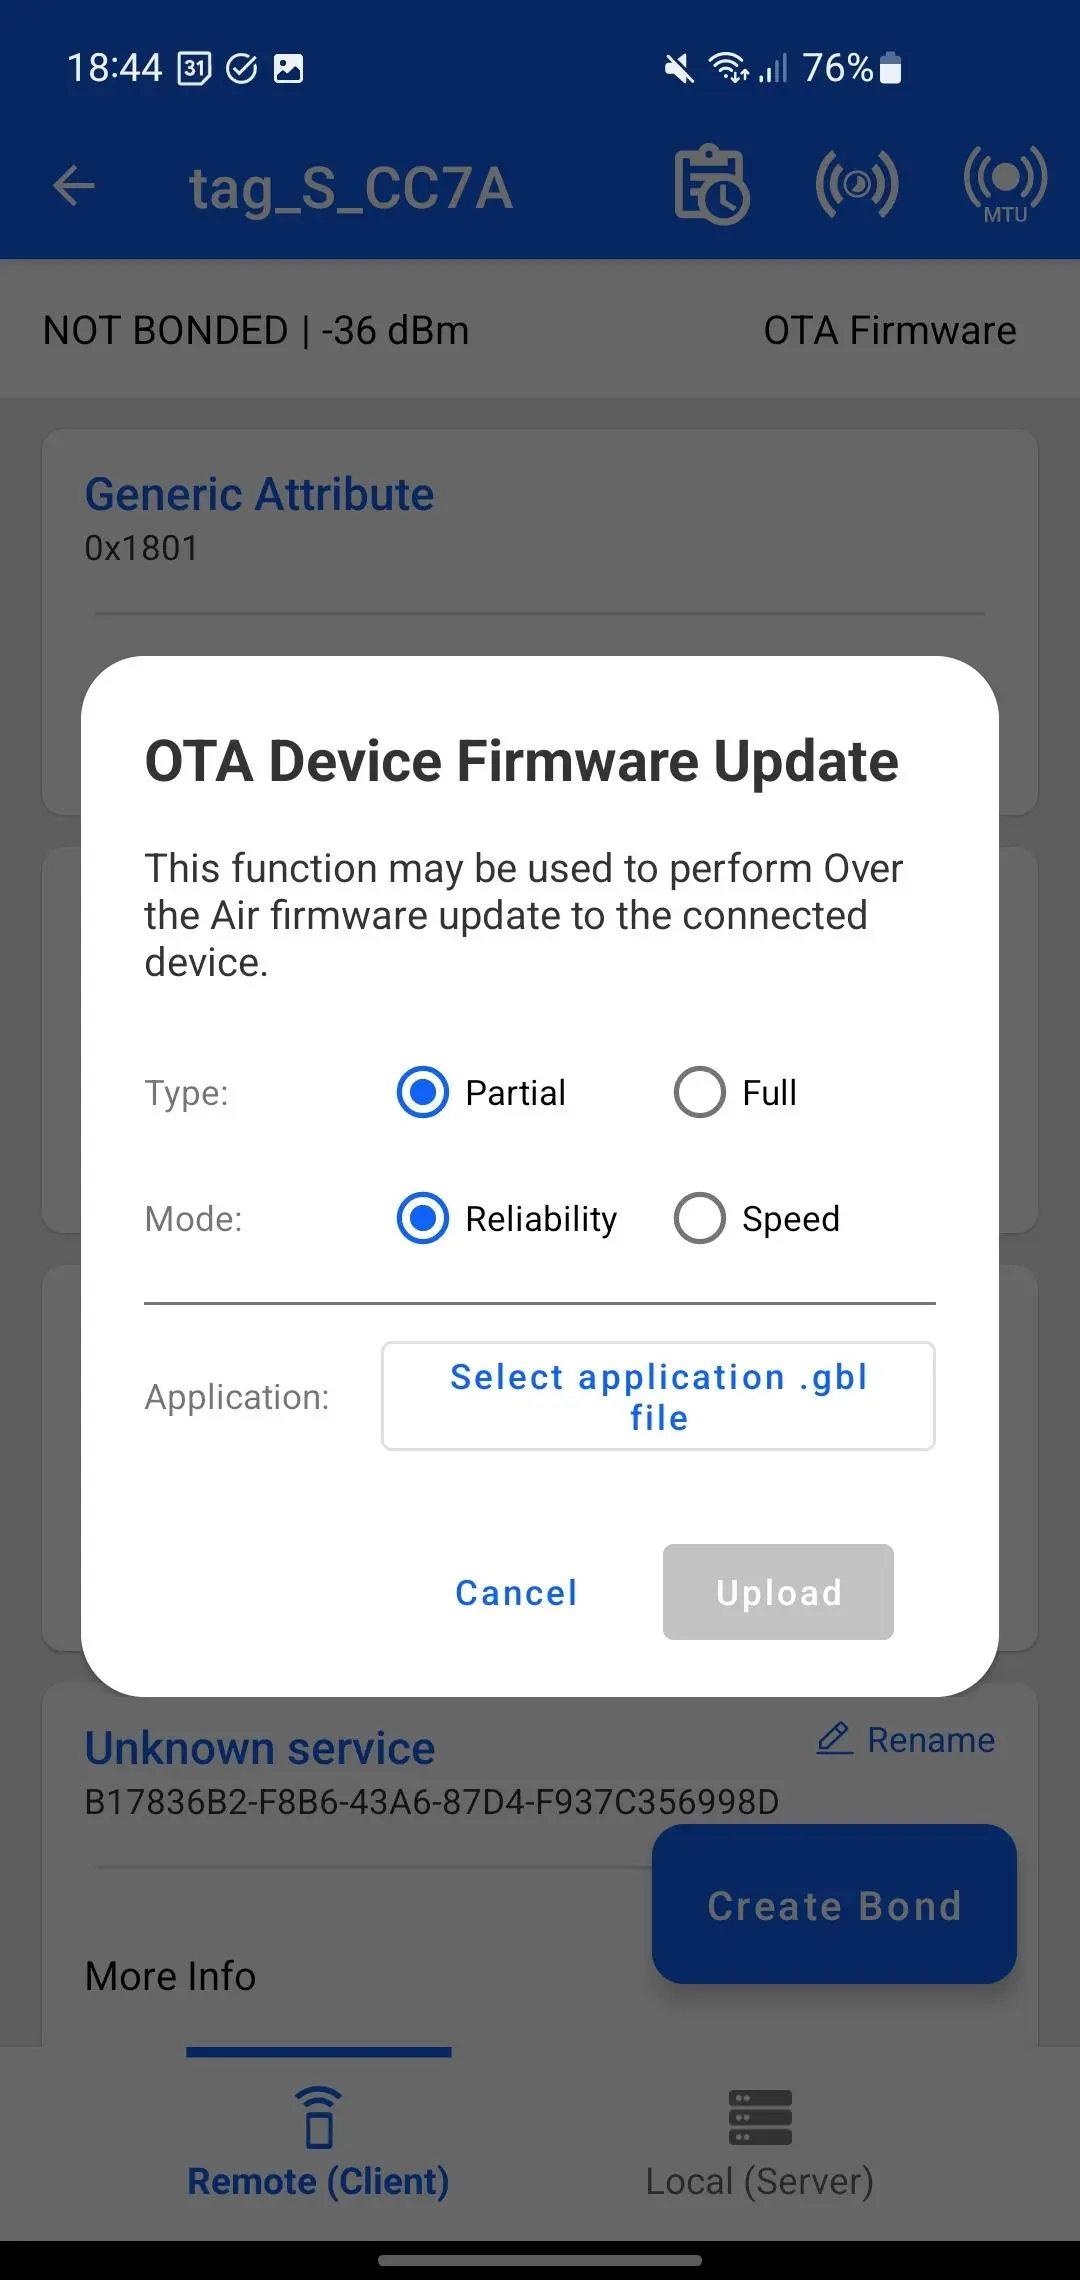 18:44 31 76%
tag_S_CC7A MTU
NOT BONDED | -36 dBm OTA Firmware
Generic Attribute
0x1801
OTA Device Firmware Update
This function may be used to perform Over
the Air firmware update to the connected
device.
Type: Partial Full
Mode: Reliability Speed
Application: Select application .gbl
file
Cancel Upload
Unknown service Rename
B17836B2-F8B6-43A6-87D4-F937C356998D
Create Bond
More Info
Remote (Client) Local (Server)